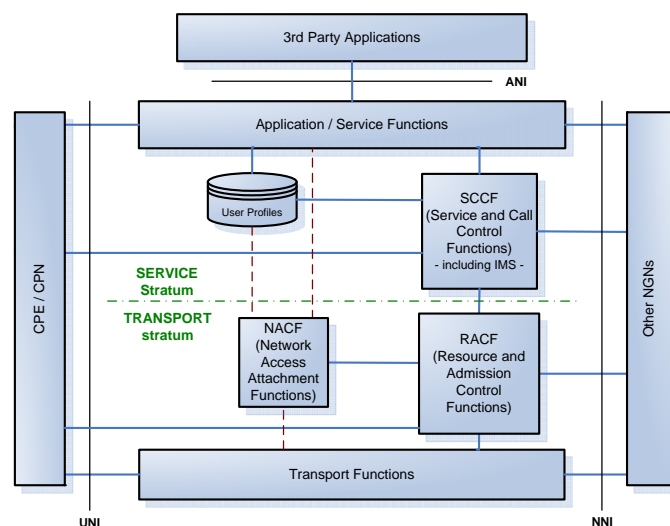 3rd Party Applications
ANI
Application / Service Functions
User Profiles
SCCF
(Service and Call
Control
Functions)
- including IMS -
CPE / CPN
Other NGNs
SERVICE
Stratum
TRANSPORT
stratum
NACF
(Network
Access
Attachment
Functions)
RACF
(Resource and
Admission
Control
Functions)
Transport Functions
UNI
NNI